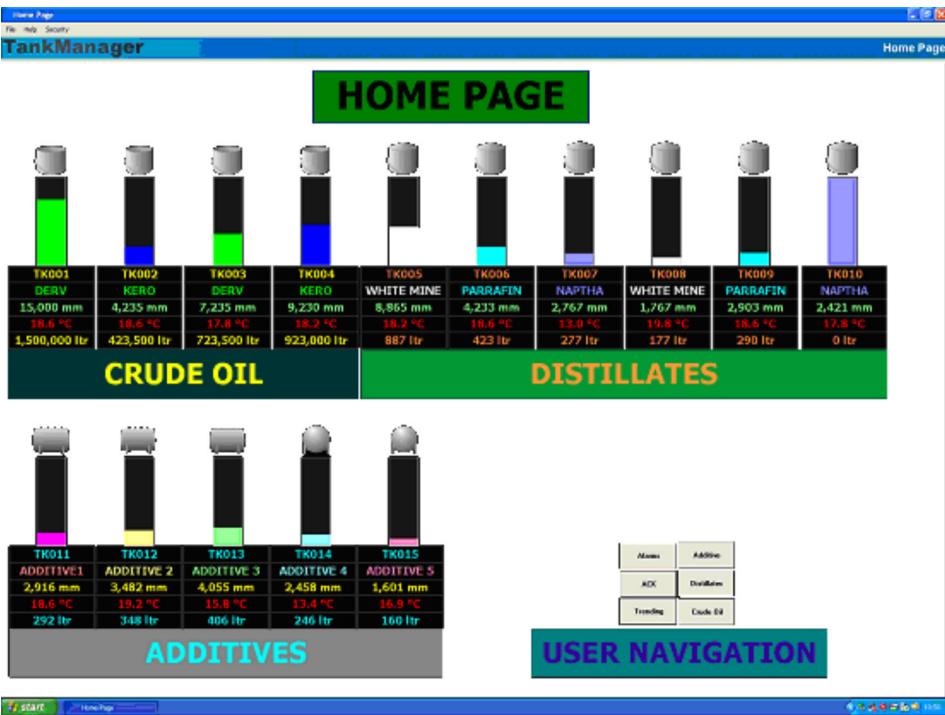 Home Page
File Help Security
TankManager Home Page
HOME PAGE
TK001 TK002 TK003 TK004 TK005 TK006 TK007 TK008 TK009 TK010
DERV KERO DERV KERO WHITE MINE PARRAFIN NAPTHA WHITE MINE PARRAFIN NAPTHA
15,000 mm 4,235 mm 7,235 mm 9,230 mm 8,865 mm 4,233 mm 2,767 mm 1,767 mm 2,903 mm 2,421 mm
18.6 °C 18.6 °C 17.8 °C 18.2 °C 18.2 °C 18.6 °C 13.0 °C 19.8 °C 18.6 °C 17.8 °C
1,500,000 ltr 423,500 ltr 723,500 ltr 923,000 ltr 887 ltr 423 ltr 277 ltr 177 ltr 290 ltr 0 ltr
CRUDE OIL DISTILLATES
TK011 TK012 TK013 TK014 TK015
ADDITIVE1 ADDITIVE 2 ADDITIVE 3 ADDITIVE 4 ADDITIVE 5
2,916 mm 3,482 mm 4,055 mm 2,458 mm 1,601 mm
18.6 °C 19.2 °C 15.8 °C 13.4 °C 16.9 °C
292 ltr 348 ltr 406 ltr 246 ltr 160 ltr
ADDITIVES
Alarms Additive
ACK Distillates
Trending Crude Oil
USER NAVIGATION
start Home Page